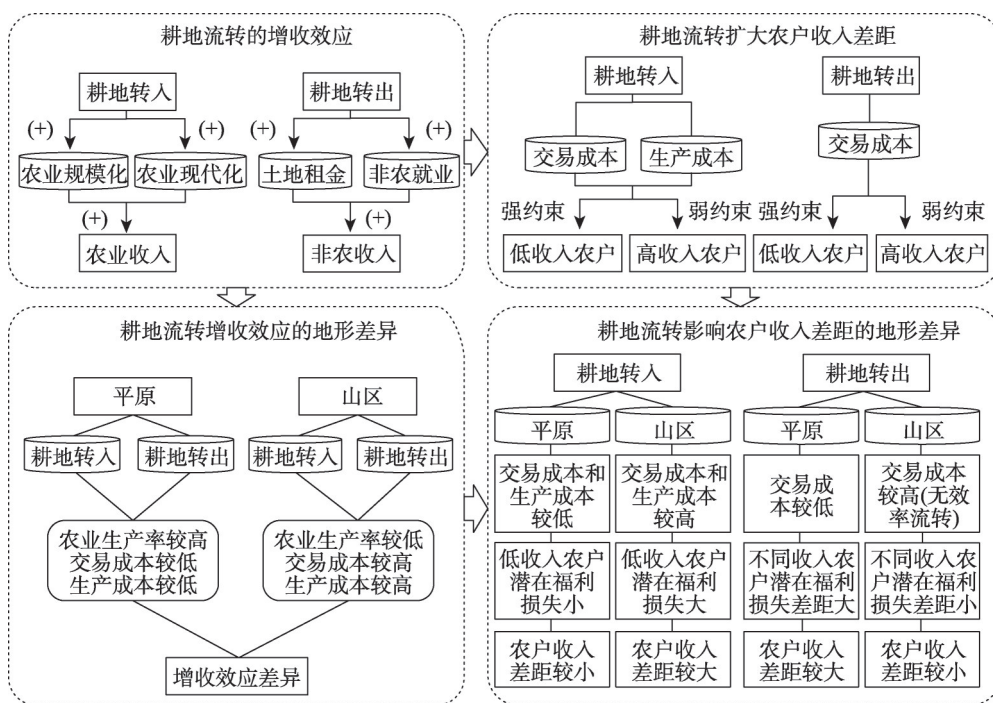 耕地流转的增收效应
耕地转入
耕地转出
(+)
(+)
(+)
(+)
农业规模化
农业现代化
土地租金
非农就业
(+)
(+)
农业收入
非农收入
耕地流转扩大农户收入差距
耕地转入
耕地转出
交易成本
生产成本
交易成本
强约束
弱约束
强约束
弱约束
低收入农户
高收入农户
低收入农户
高收入农户
耕地流转增收效应的地形差异
平原
山区
耕地转入
耕地转出
耕地转入
耕地转出
农业生产率较高
交易成本较低
生产成本较低
农业生产率较低
交易成本较高
生产成本较高
增收效应差异
耕地流转影响农户收入差距的地形差异
耕地转入
耕地转出
平原
山区
平原
山区
交易成本和
生产成本
较低
交易成本和
生产成本
较高
交易成
本较低
交易成本
较高(无效
率流转)
低收入农户
潜在福利
损失小
低收入农户
潜在福利
损失大
不同收入农
户潜在福利
损失差距大
不同收入农
户潜在福利
损失差距小
农户收入
差距较小
农户收入
差距较大
农户收入
差距较大
农户收入
差距较小